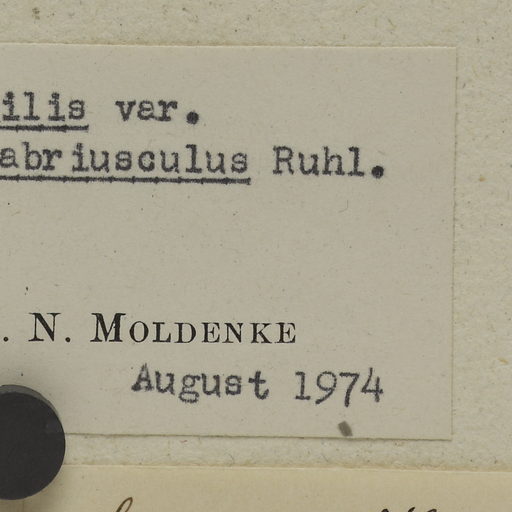 ilis var.
abriusculus Ruhl.
. N. MOLDENKE
August 1974